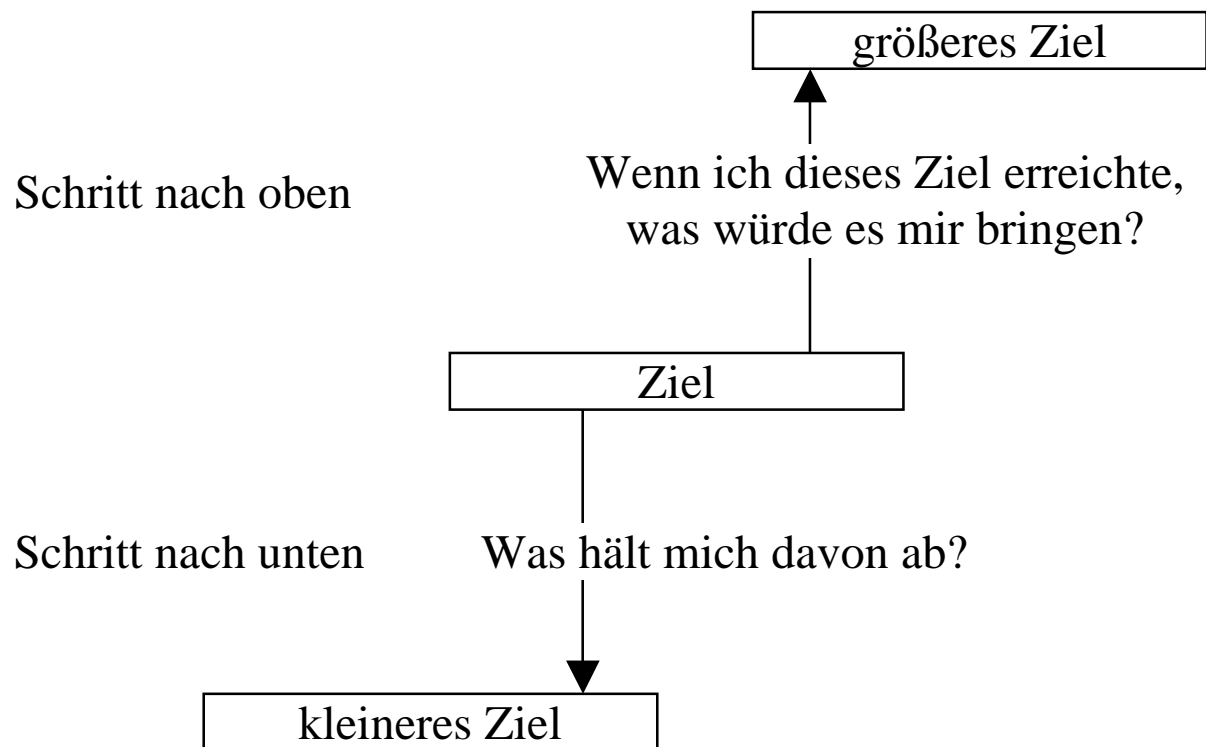 größeres Ziel
Schritt nach oben
Wenn ich dieses Ziel erreichte,
was würde es mir bringen?
Ziel
Schritt nach unten
Was hält mich davon ab?
kleineres Ziel